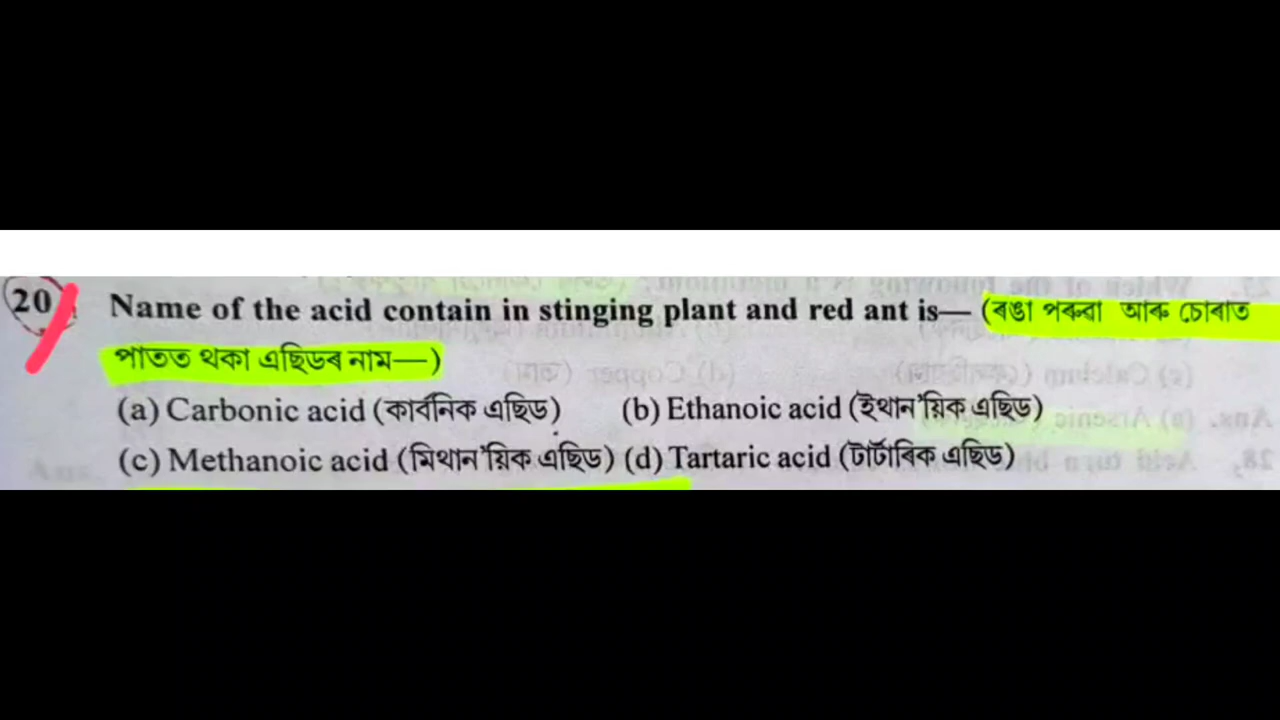 20. Name of the acid contain in stinging plant and red ant is— (ৰঙা পৰুৱা আৰু চোৰাত
পাতত থকা এছিডৰ নাম—)
(a) Carbonic acid (কাৰ্বনিক এছিড) (b) Ethanoic acid (ইথান'য়িক এছিড)
(c) Methanoic acid (মিথান'য়িক এছিড) (d) Tartaric acid (টাৰ্টাৰিক এছিড)